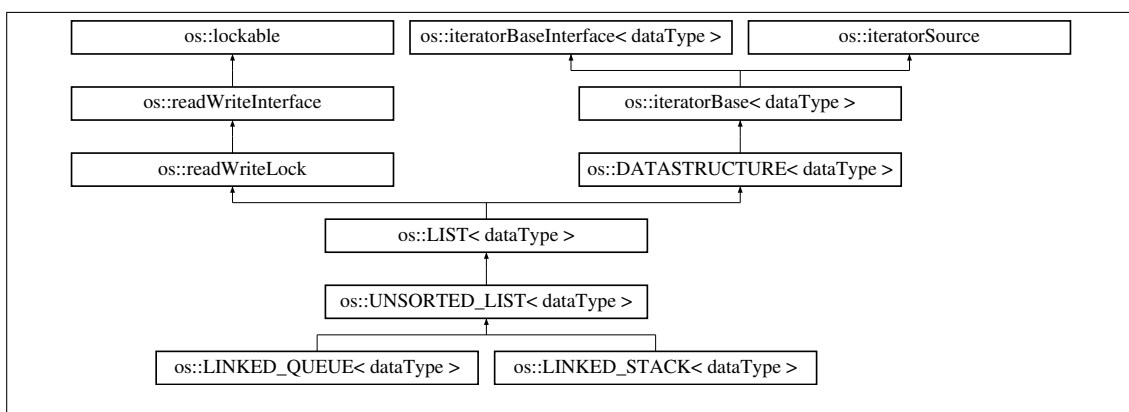 os::lockable
os::iteratorBaseInterface< dataType >
os::iteratorSource
os::readWriteInterface
os::iteratorBase< dataType >
os::readWriteLock
os::DATASTRUCTURE< dataType >
os::LIST< dataType >
os::UNSORTED_LIST< dataType >
os::LINKED_QUEUE< dataType >
os::LINKED_STACK< dataType >